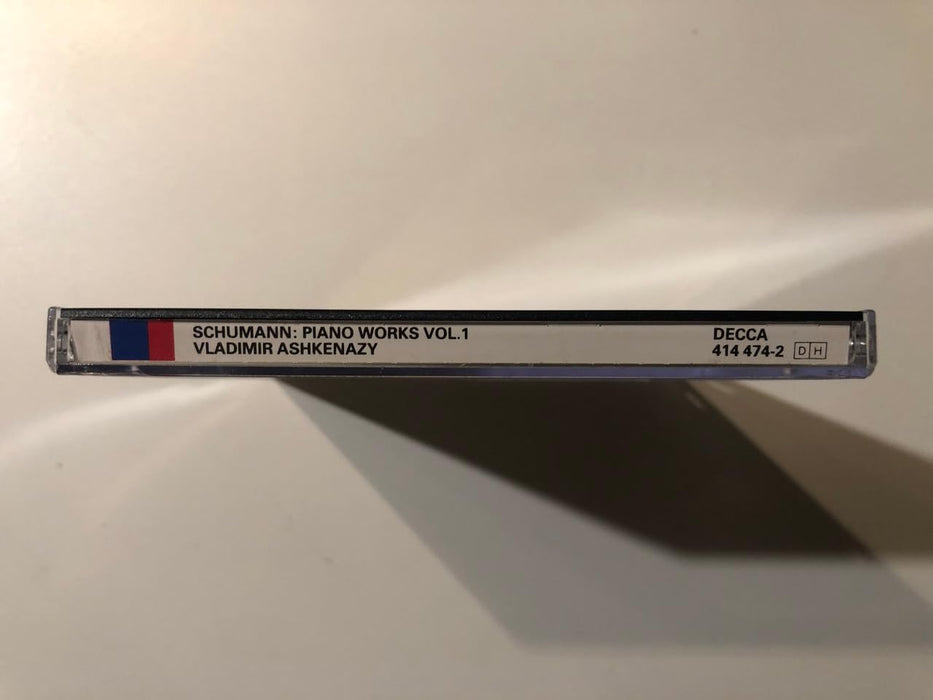 SCHUMANN: PIANO WORKS VOL.1
VLADIMIR ASHKENAZY
DECCA
414 474-2 DH